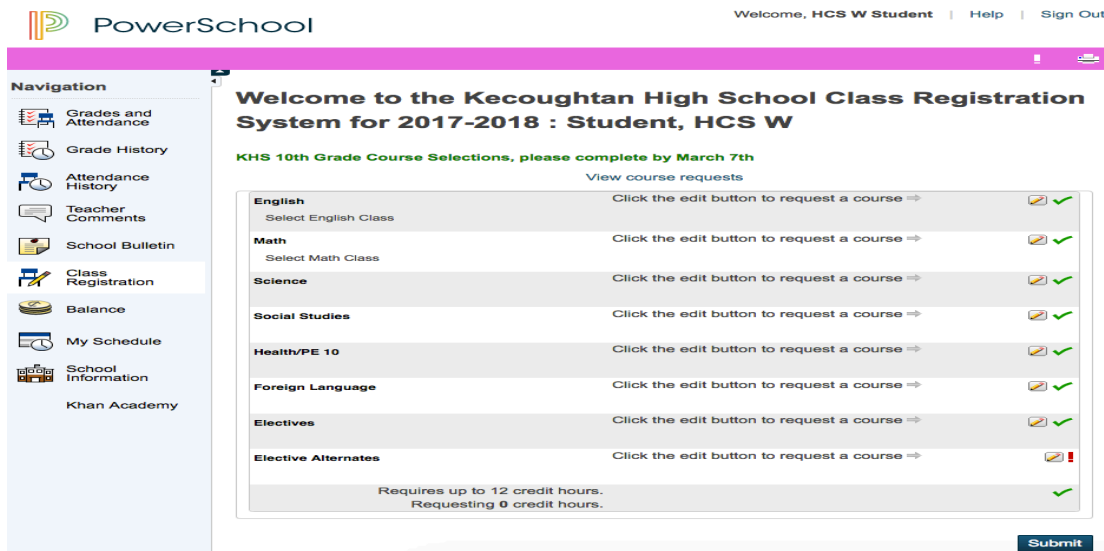 PowerSchool
Welcome, HCS W Student | Help | Sign Out
Navigation
Grades and
Attendance
Grade History
Attendance
History
Teacher
Comments
School Bulletin
Class
Registration
Balance
My Schedule
School
Information
Khan Academy
Welcome to the Kecoughtan High School Class Registration
System for 2017-2018 : Student, HCS W
KHS 10th Grade Course Selections, please complete by March 7th
View course requests
English Click the edit button to request a course
Select English Class
Math Click the edit button to request a course
Select Math Class
Science Click the edit button to request a course
Social Studies Click the edit button to request a course
Health/PE 10 Click the edit button to request a course
Foreign Language Click the edit button to request a course
Electives Click the edit button to request a course
Elective Alternates Click the edit button to request a course
Requires up to 12 credit hours.
Requesting 0 credit hours.
Submit